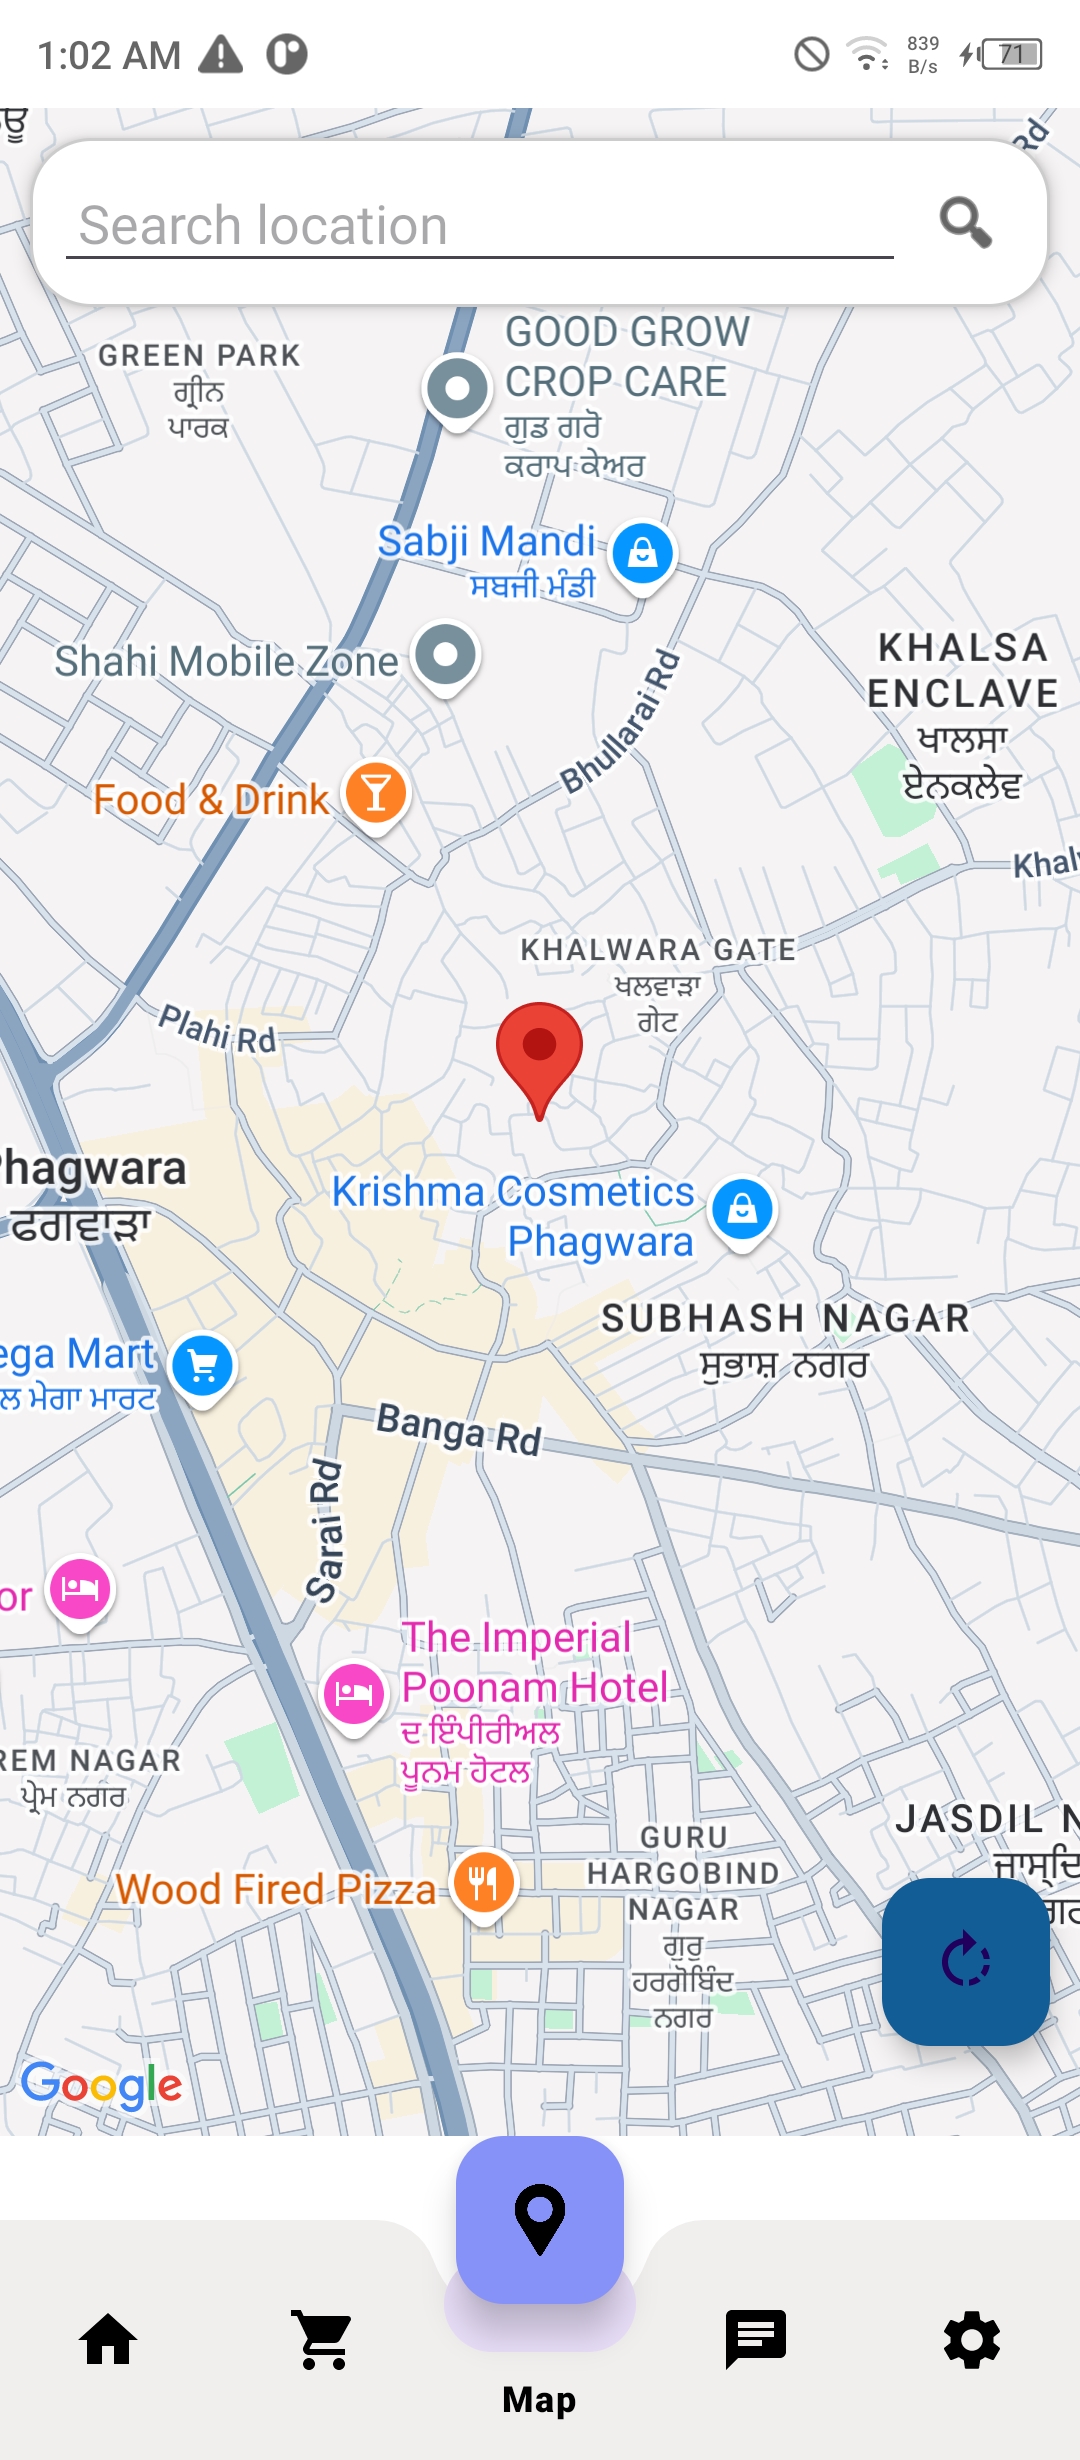 1:02 AM
839
B/s
71
Rd
Search location
GREEN PARK
ਗ੍ਰੀਨ
ਪਾਰਕ
GOOD GROW
CROP CARE
ਗੁਡ ਗਰੋ
ਕਰਾਪ ਕੇਅਰ
Sabji Mandi
ਸਬਜੀ ਮੰਡੀ
Shahi Mobile Zone
Bhullarai Rd
KHALSA
ENCLAVE
ਖਾਲਸਾ
ਏਨਕਲੇਵ
Food & Drink
KHALWARA GATE
ਖਲਵਾੜਾ
ਗੇਟ
Plahi Rd
Phagwara
ਫਗਵਾੜਾ
Krishma Cosmetics
Phagwara
SUBHASH NAGAR
ਸੁਭਾਸ਼ ਨਗਰ
ega Mart
ਲ ਮੇਗਾ ਮਾਰਟ
Banga Rd
Sarai Rd
or
The Imperial
Poonam Hotel
ਦ ਇੰਪੀਰੀਅਲ
ਪੂਨਮ ਹੋਟਲ
REM NAGAR
ਪ੍ਰੇਮ ਨਗਰ
JASDIL N
GURU
HARGOBIND
NAGAR
ਗੁਰੂ
ਹਰਗੋਬਿੰਦ
ਨਗਰ
Wood Fired Pizza
Google
Map